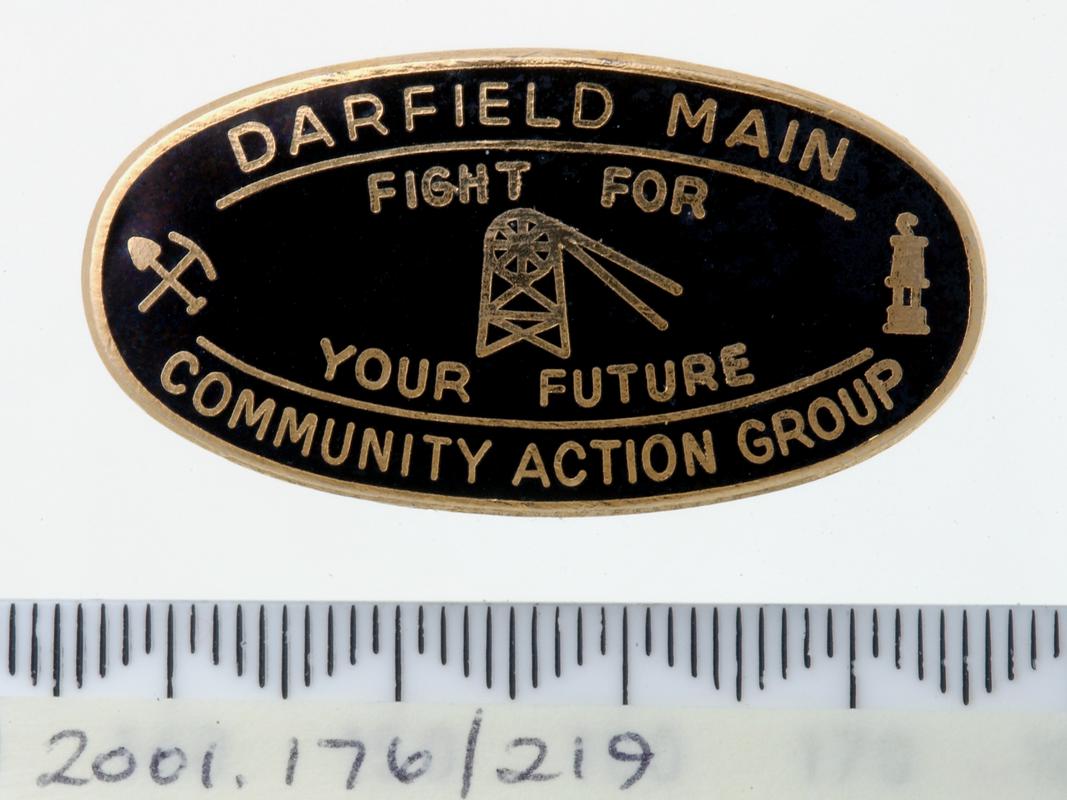 DARFIELD MAIN
FIGHT FOR
YOUR FUTURE
COMMUNITY ACTION GROUP
2001.176/219